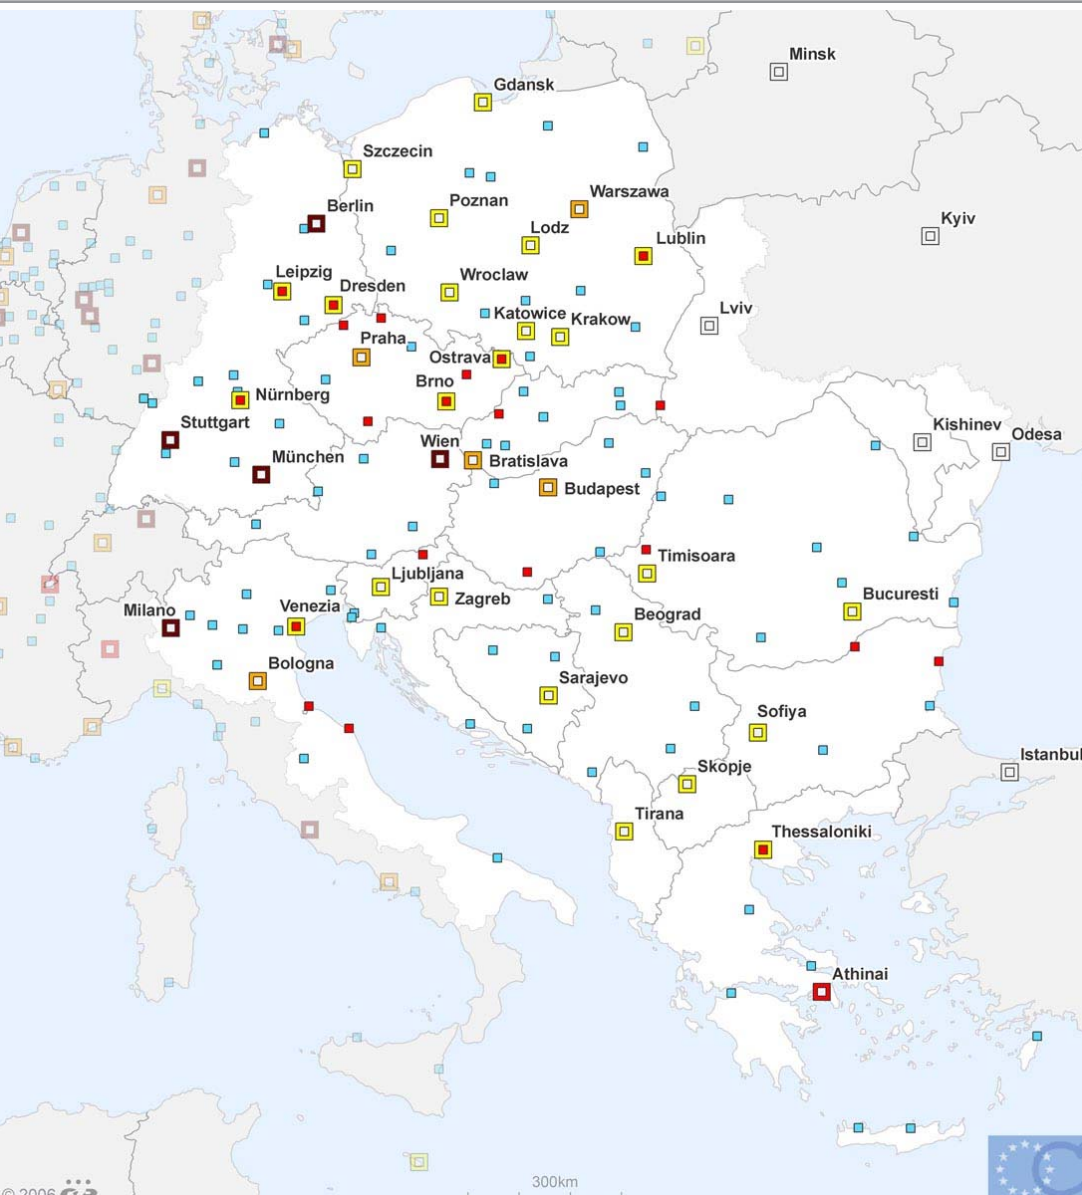 Minsk
Gdansk
Szczecin
Warszawa
Poznan
Berlin
Kyiv
Lodz
Lublin
Leipzig
Wroclaw
Dresden
Lviv
Katowice
Krakow
Praha
Ostrava
Brno
Nürnberg
Stuttgart
Kishinev
Odesa
Wien
München
Bratislava
Budapest
Timisoara
Ljubljana
Bucuresti
Zagreb
Venezia
Milano
Beograd
Bologna
Sarajevo
Sofiya
Istanbul
Skopje
Tirana
Thessaloniki
Athinai
300km
© 2006